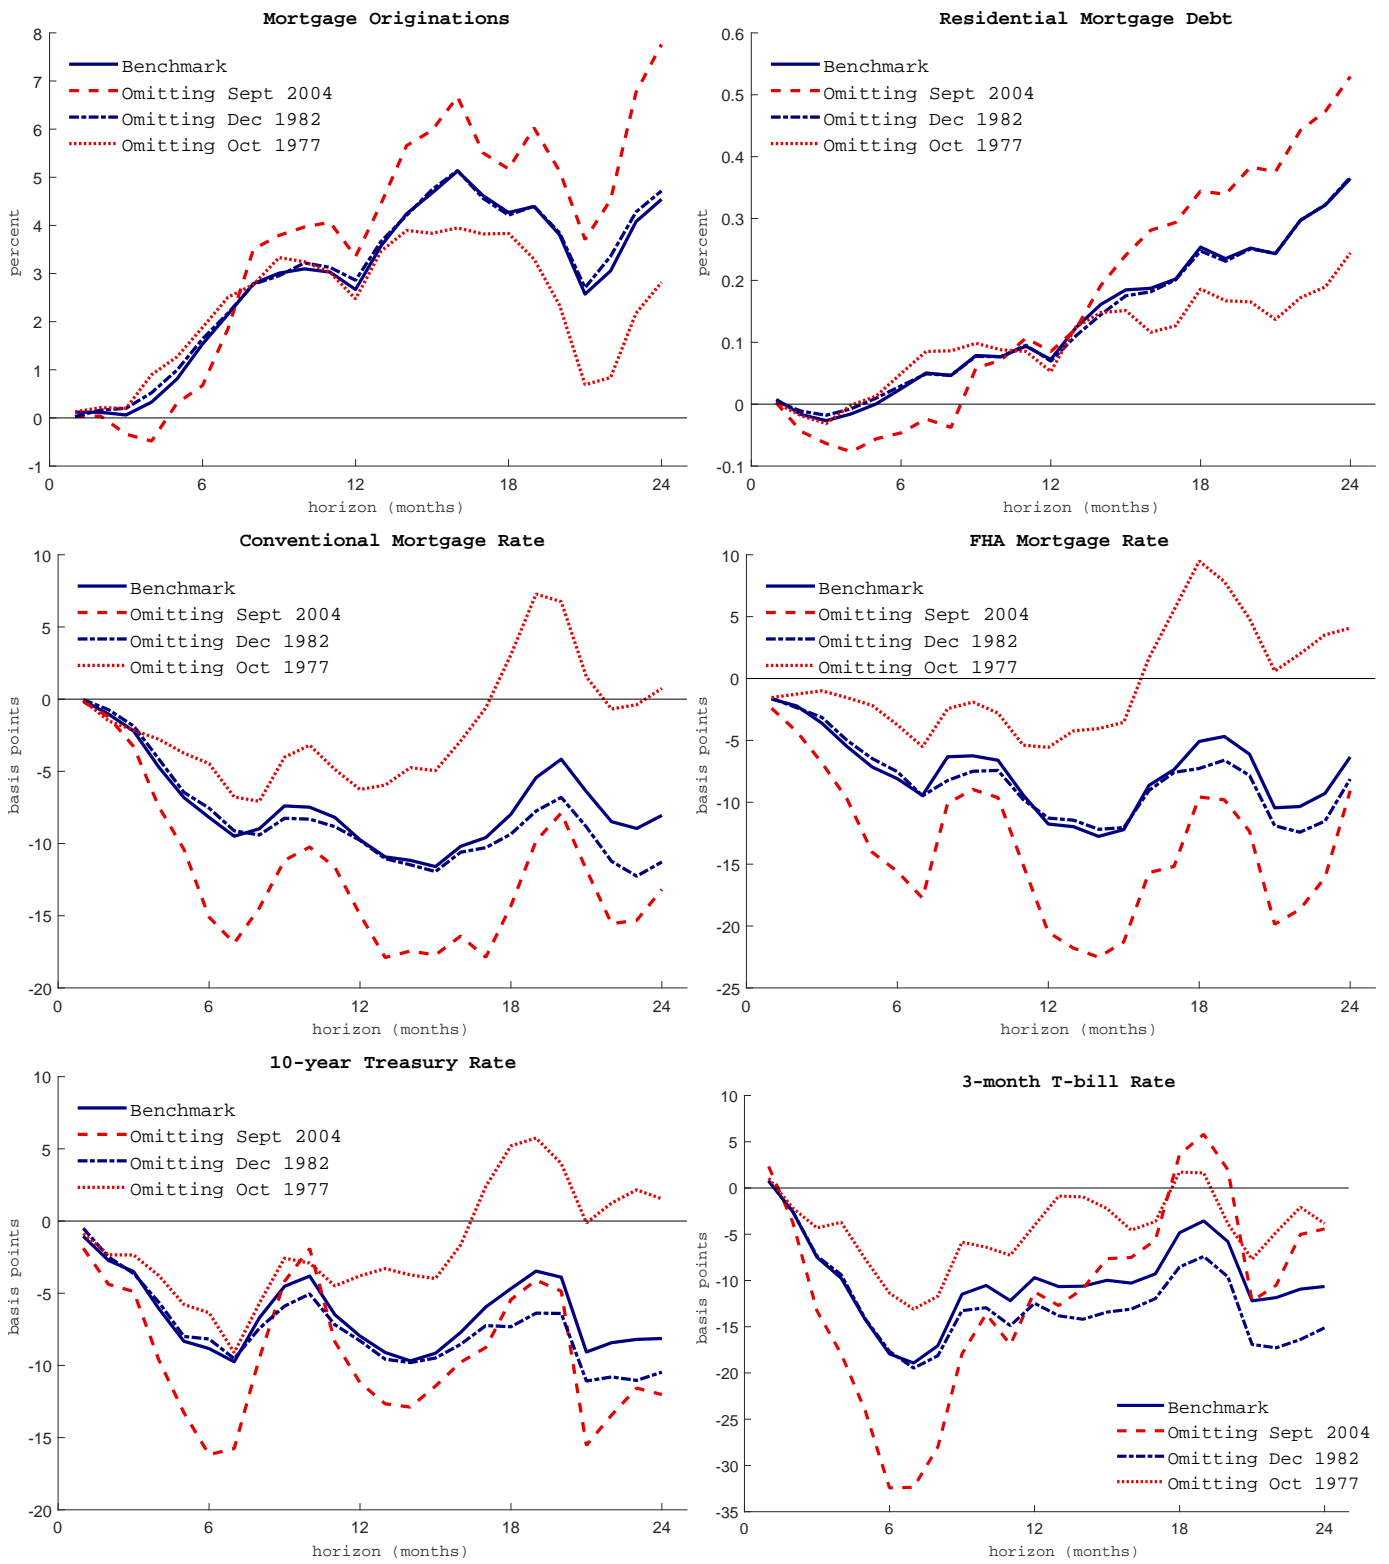 Mortgage Originations
8
7
6
5
4
3
2
1
0
-1
percent
Benchmark
Omitting Sept 2004
Omitting Dec 1982
Omitting Oct 1977
0 6 12 18 24
horizon (months)
Residential Mortgage Debt
0.6
0.5
0.4
0.3
0.2
0.1
0
-0.1
percent
Benchmark
Omitting Sept 2004
Omitting Dec 1982
Omitting Oct 1977
0 6 12 18 24
horizon (months)
Conventional Mortgage Rate
10
5
0
-5
-10
-15
-20
basis points
Benchmark
Omitting Sept 2004
Omitting Dec 1982
Omitting Oct 1977
0 6 12 18 24
horizon (months)
FHA Mortgage Rate
10
5
0
-5
-10
-15
-20
-25
basis points
Benchmark
Omitting Sept 2004
Omitting Dec 1982
Omitting Oct 1977
0 6 12 18 24
horizon (months)
10-year Treasury Rate
10
5
0
-5
-10
-15
-20
basis points
Benchmark
Omitting Sept 2004
Omitting Dec 1982
Omitting Oct 1977
0 6 12 18 24
horizon (months)
3-month T-bill Rate
10
5
0
-5
-10
-15
-20
-25
-30
-35
basis points
Benchmark
Omitting Sept 2004
Omitting Dec 1982
Omitting Oct 1977
0 6 12 18 24
horizon (months)